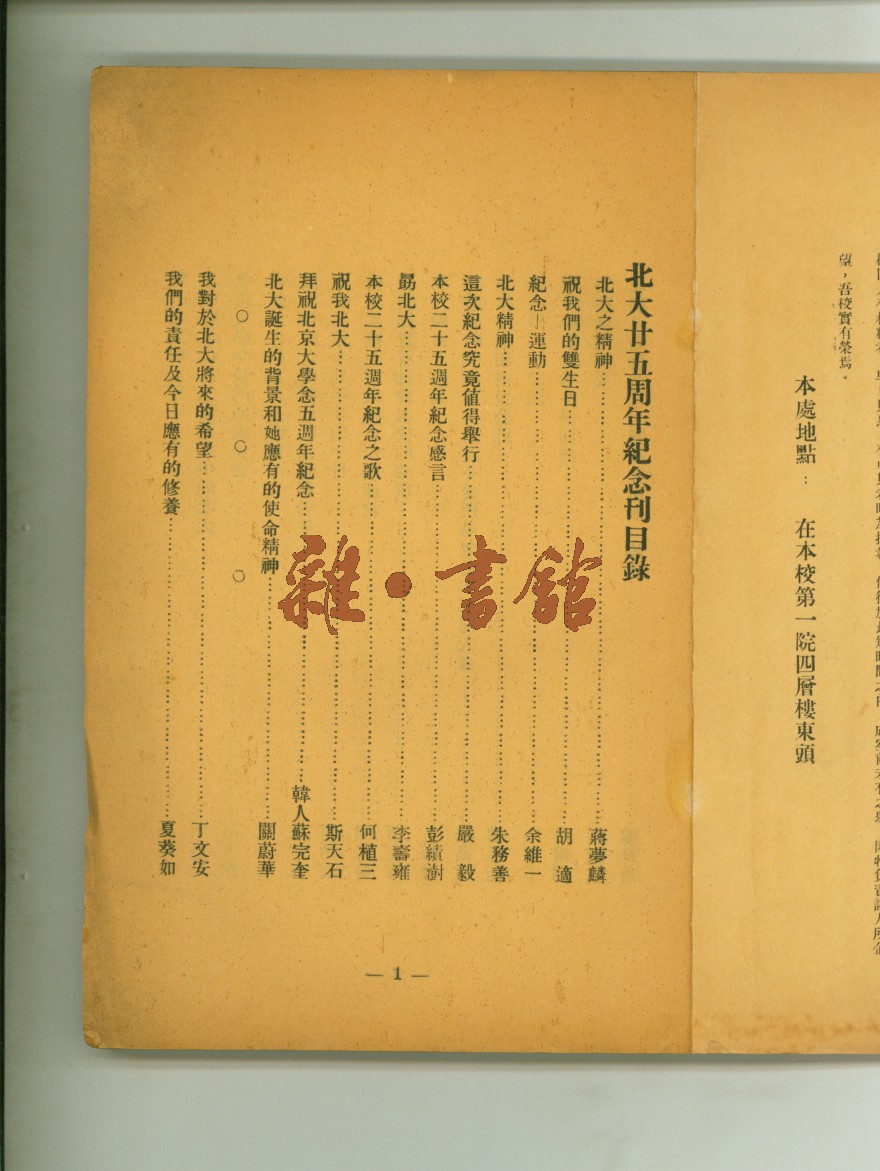 望，吾校實有榮焉。
本處地點：　在本校第一院四層樓東頭
北大廿五周年紀念刊目錄
北大之精神……蔣夢麟
祝我們的雙生日……胡　適
紀念—運動……余維一
北大精神……朱務善
這次紀念究竟值得舉行……嚴　毅
本校二十五週年紀念感言……彭績澍
勗北大……李壽雍
本校二十五週年紀念之歌……何植三
祝我北大……斯天石
拜祝北京大學念五週年紀念……韓人蘇完奎
北大誕生的背景和她應有的使命精神……關蔚華
○　○　○
我對於北大將來的希望……丁文安
我們的責任及今日應有的修養……夏葵如
— 1 —
雜・書館